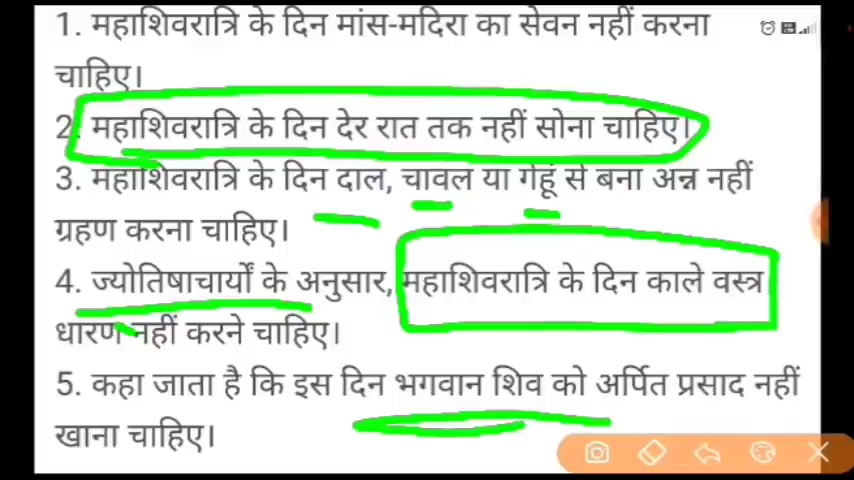 1. महाशिवरात्रि के दिन मांस-मदिरा का सेवन नहीं करना
चाहिए।
2. महाशिवरात्रि के दिन देर रात तक नहीं सोना चाहिए।
3. महाशिवरात्रि के दिन दाल, चावल या गेहूं से बना अन्न नहीं
ग्रहण करना चाहिए।
4. ज्योतिषाचार्यों के अनुसार, महाशिवरात्रि के दिन काले वस्त्र
धारण नहीं करने चाहिए।
5. कहा जाता है कि इस दिन भगवान शिव को अर्पित प्रसाद नहीं
खाना चाहिए।